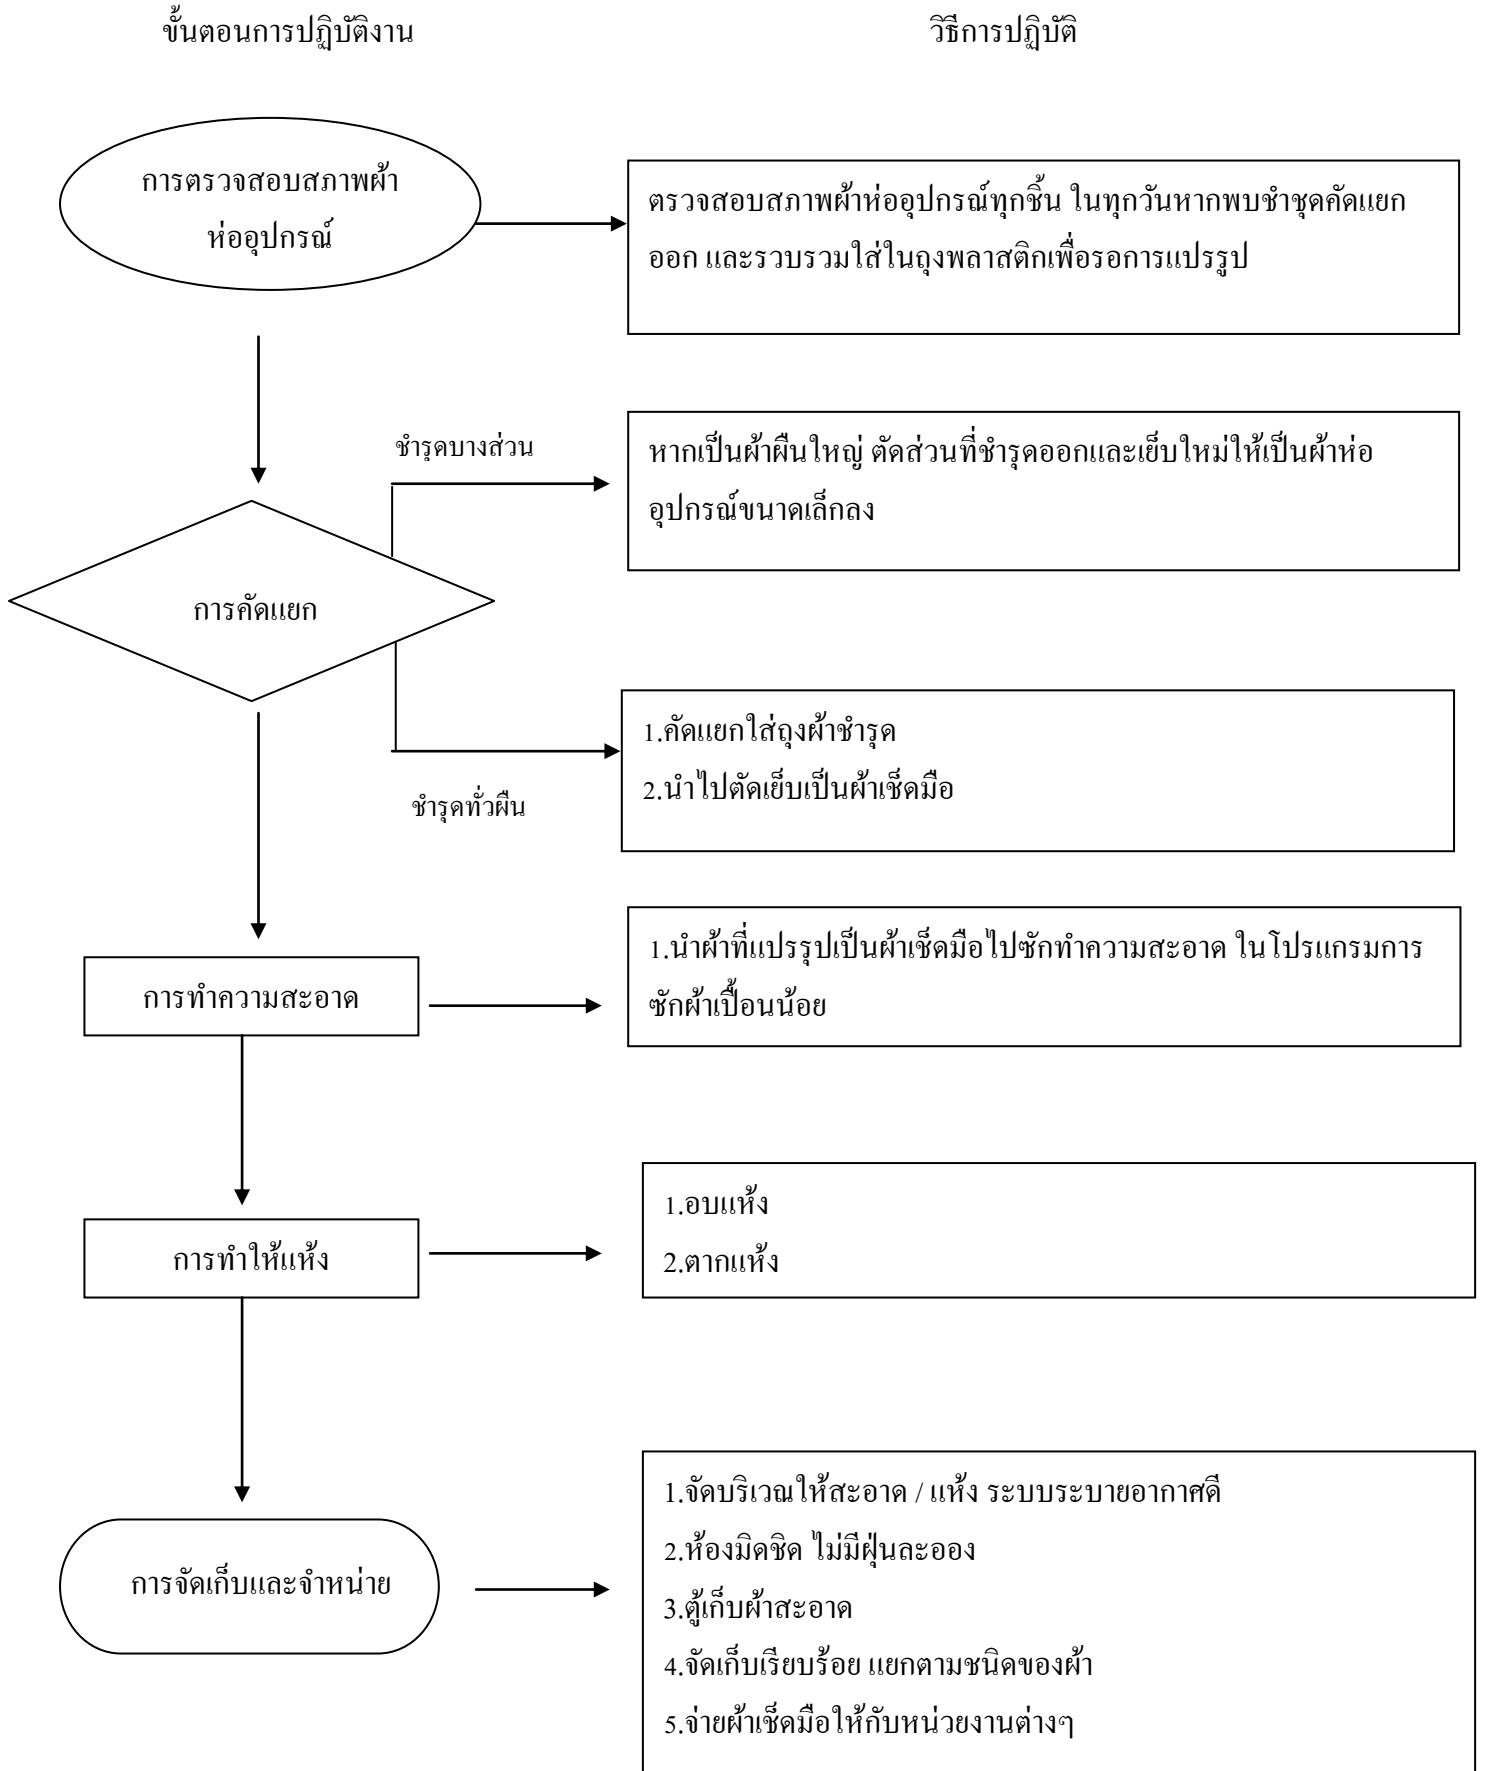 ขั้นตอนการปฏิบัติงาน
วิธีการปฏิบัติ
การตรวจสอบสภาพผ้า
ห่ออุปกรณ์
ตรวจสอบสภาพผ้าห่ออุปกรณ์ทุกชิ้น ในทุกวันหากพบชำชุดคัดแยก
ออก และรวบรวมใส่ในถุงพลาสติกเพื่อรอการแปรรูป
ชำรุดบางส่วน
หากเป็นผ้าผืนใหญ่ ตัดส่วนที่ชำรุดออกและเย็บใหม่ให้เป็นผ้าห่อ
อุปกรณ์ขนาดเล็กลง
การคัดแยก
1.คัดแยกใส่ถุงผ้าชำรุด
2.นำไปตัดเย็บเป็นผ้าเช็ดมือ
ชำรุดทั่วผืน
การทำความสะอาด
1.นำผ้าที่แปรรุปเป็นผ้าเช็ดมือไปซักทำความสะอาด ในโปรแกรมการ
ซักผ้าเปื้อนน้อย
การทำให้แห้ง
1.อบแห้ง
2.ตากแห้ง
การจัดเก็บและจำหน่าย
1.จัดบริเวณให้สะอาด / แห้ง ระบบระบายอากาศดี
2.ห้องมิดชิด ไม่มีฝุ่นละออง
3.ตู้เก็บผ้าสะอาด
4.จัดเก็บเรียบร้อย แยกตามชนิดของผ้า
5.จ่ายผ้าเช็ดมือให้กับหน่วยงานต่างๆ